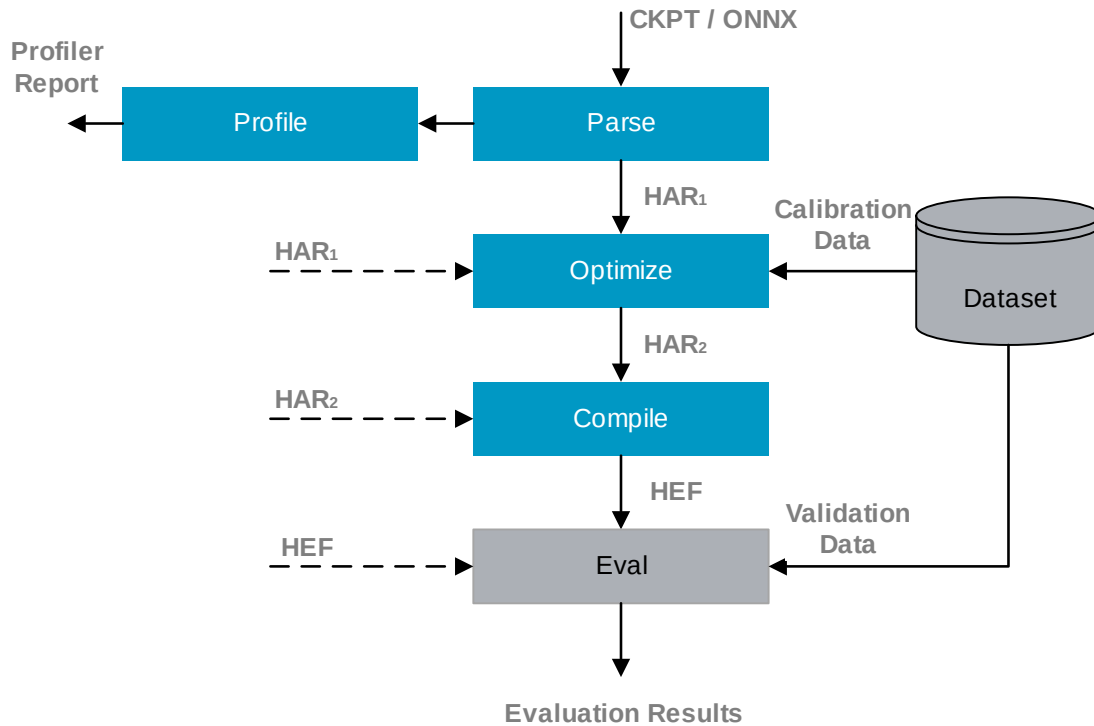 CKPT / ONNX
Profiler
Report
Profile
Parse
HAR1
Calibration
Data
HAR1
Optimize
Dataset
HAR2
HAR2
Compile
HEF
Validation
Data
HEF
Eval
Evaluation Results